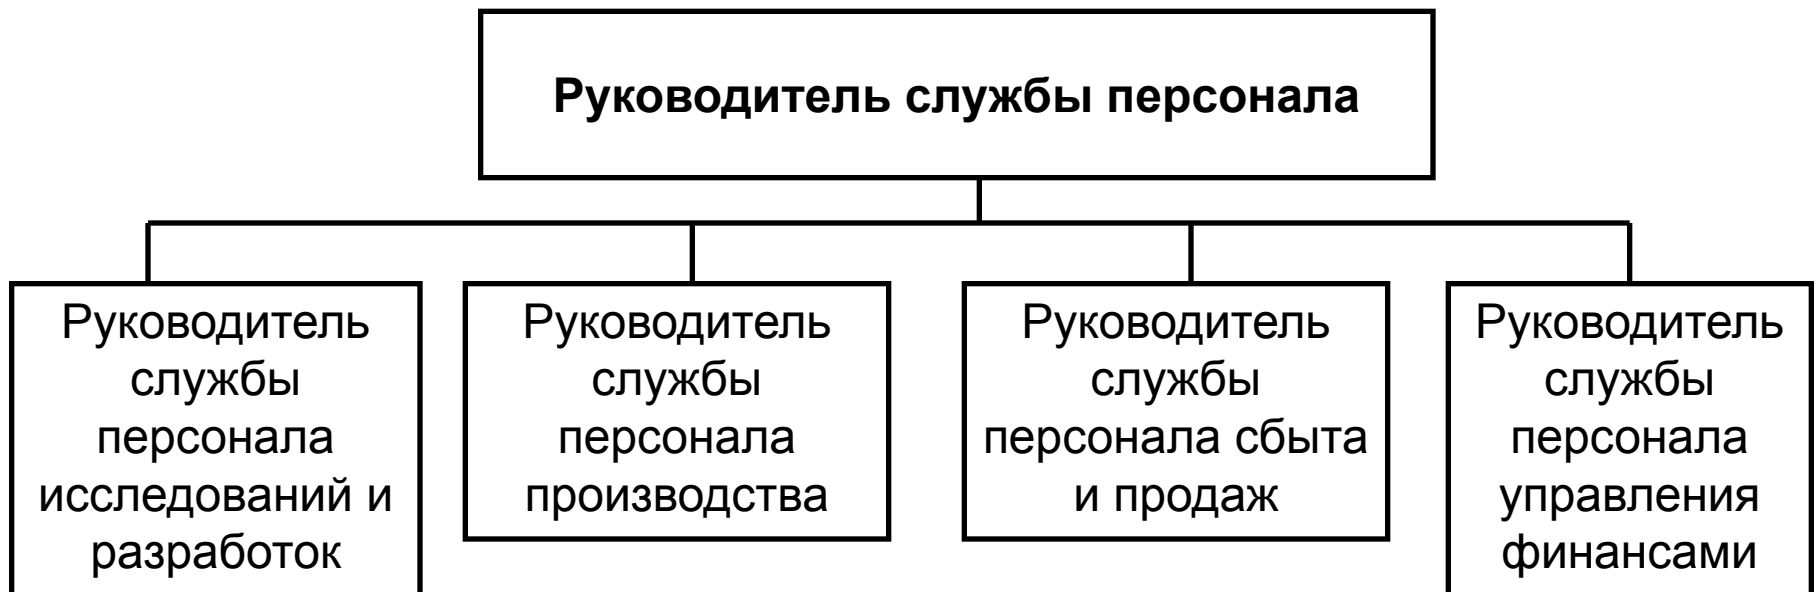 Руководитель службы персонала
Руководитель
службы
персонала
исследований и
разработок
Руководитель
службы
персонала
производства
Руководитель
службы
персонала сбыта
и продаж
Руководитель
службы
персонала
управления
финансами